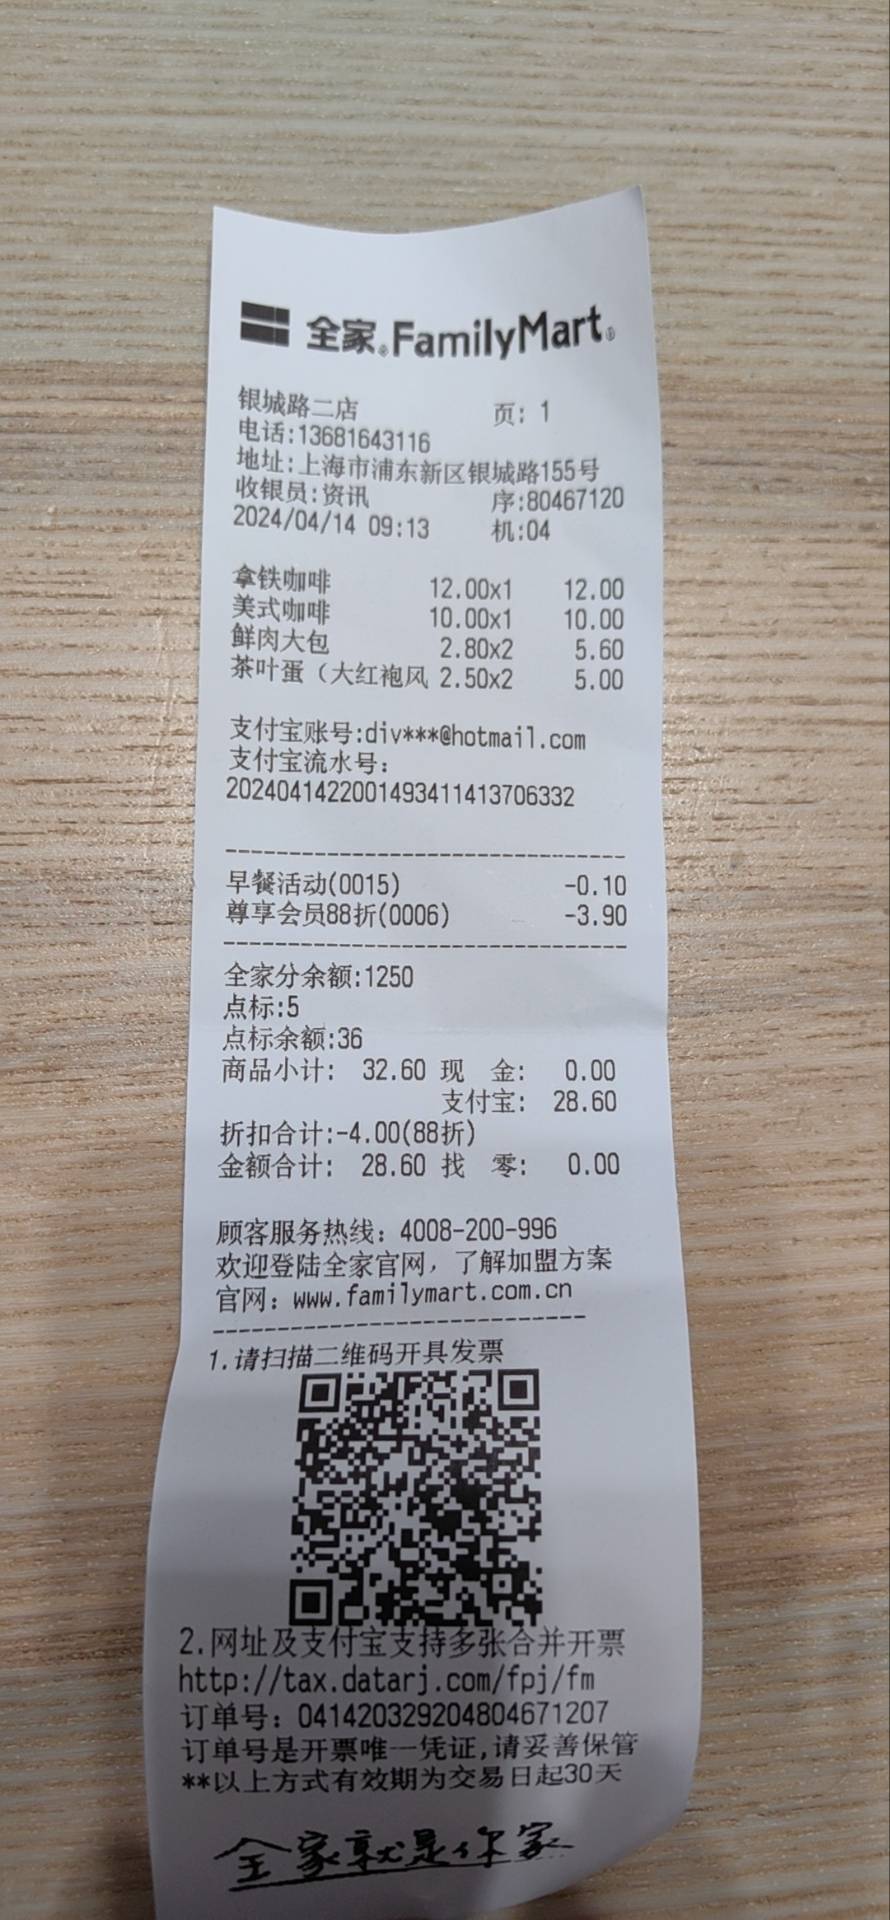 全家 FamilyMart
银城路二店 页: 1
电话:13681643116
地址:上海市浦东新区银城路155号
收银员:资讯 序:80467120
2024/04/14 09:13 机:04
拿铁咖啡 12.00x1 12.00
美式咖啡 10.00x1 10.00
鲜肉大包 2.80x2 5.60
茶叶蛋（大红袍风 2.50x2 5.00
支付宝账号:div***@hotmail.com
支付宝流水号:
2024041422001493411413706332
早餐活动(0015) -0.10
尊享会员88折(0006) -3.90
全家分余额:1250
点标:5
点标余额:36
商品小计: 32.60 现 金: 0.00
支付宝: 28.60
折扣合计:-4.00(88折)
金额合计: 28.60 找 零: 0.00
顾客服务热线: 4008-200-996
欢迎登陆全家官网，了解加盟方案
官网: www.familymart.com.cn
1.请扫描二维码开具发票
2.网址及支付宝支持多张合并开票
http://tax.datarj.com/fpj/fm
订单号: 041420329204804671207
订单号是开票唯一凭证,请妥善保管
**以上方式有效期为交易日起30天
全家就是你家